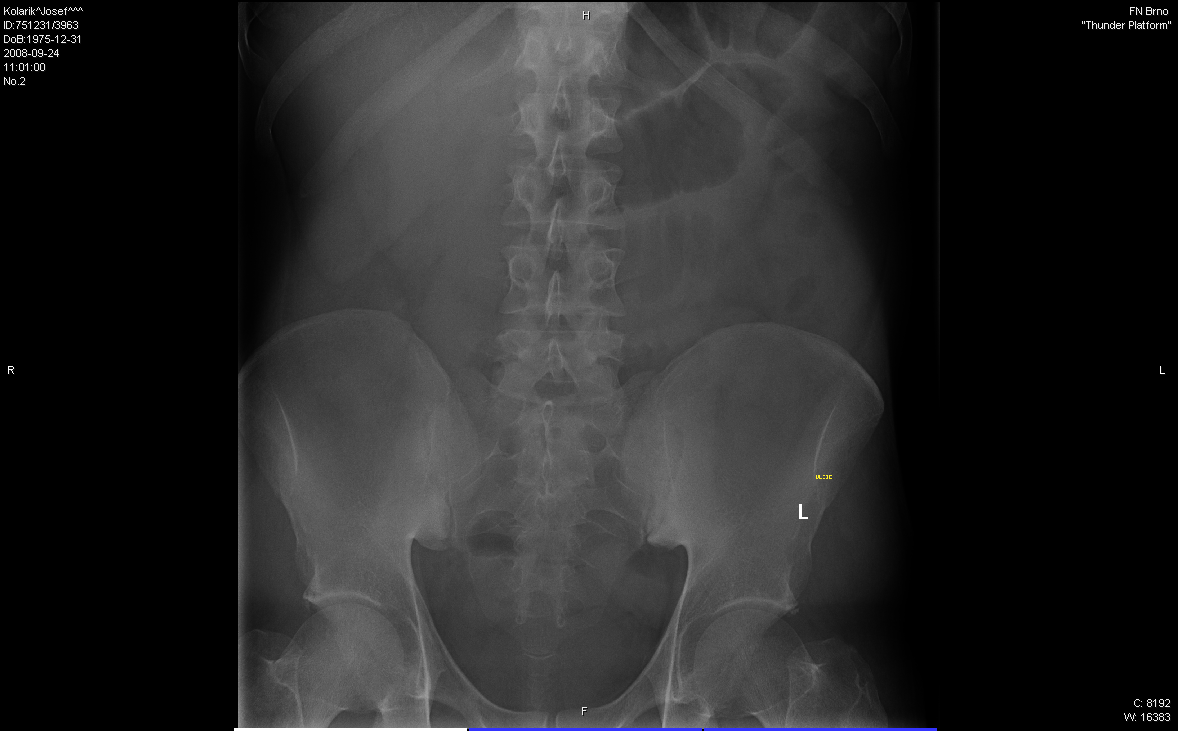 Kolarik^Josef^^^
ID:751231/3963
DoB:1975-12-31
2008-09-24
11:01:00
No.2
FN Brno
"Thunder Platform"
H
R
L
L
F
C: 8192
W: 16383